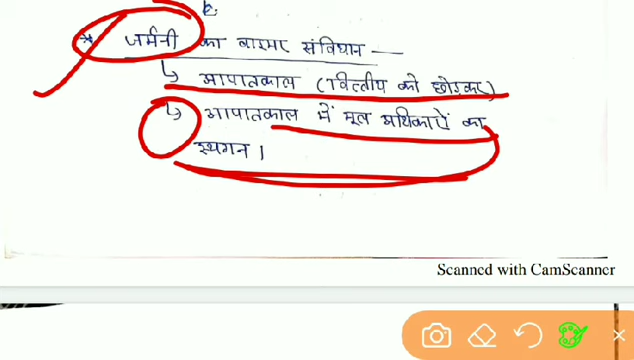 * जर्मनी का वाइमर संविधान —
↳ आपातकाल (वित्तीय को छोड़कर)
↳ आपातकाल में मूल अधिकारों का
स्थगन।
Scanned with CamScanner